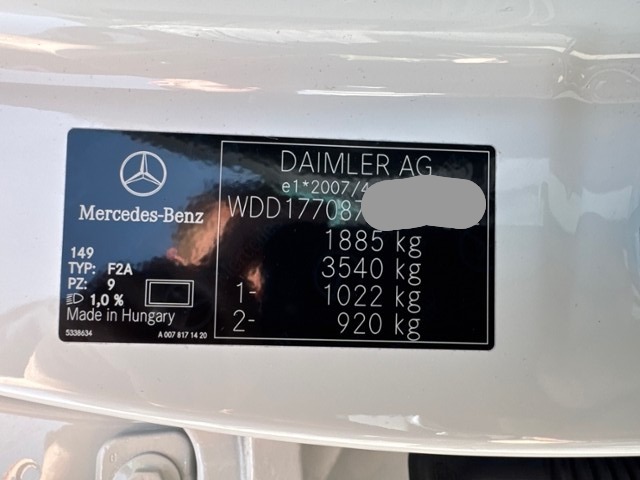 Mercedes-Benz
149
TYP: F2A
PZ: 9
1,0 %
Made in Hungary
5338634
A 007 817 14 20
DAIMLER AG
e1*2007/4
WDD177087
1885 kg
3540 kg
1- 1022 kg
2- 920 kg